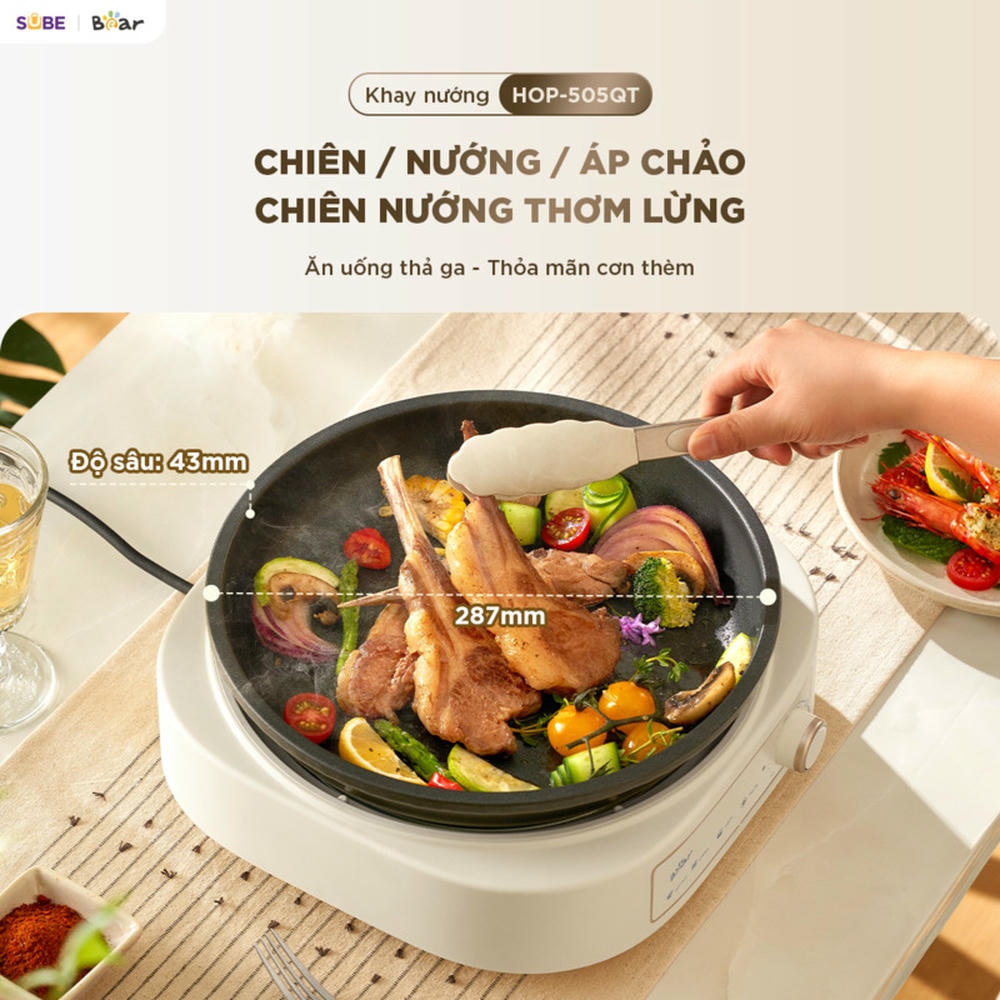 SUBE | Bear
Khay nướng HOP-505QT
CHIÊN / NƯỚNG / ÁP CHẢO
CHIÊN NƯỚNG THƠM LỪNG
Ăn uống thả ga - Thỏa mãn cơn thèm
Độ sâu: 43mm
287mm
Bear